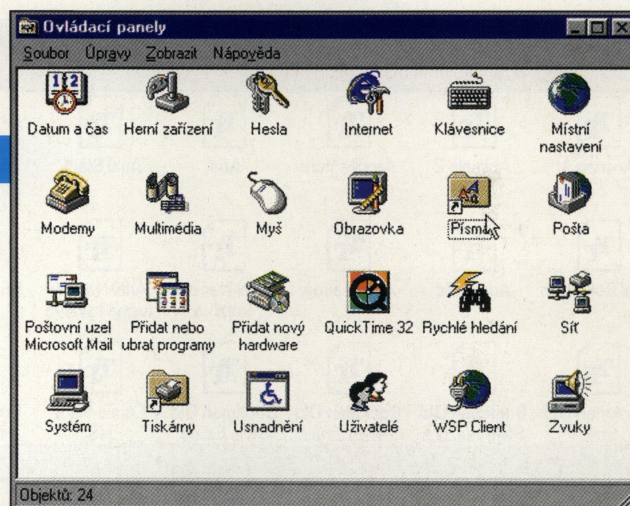 Ovládací panely
Soubor Úpravy Zobrazit Nápověda
Datum a čas Herní zařízení Hesla Internet Klávesnice Místní
nastavení
Modemy Multimédia Myš Obrazovka Písma Pošta
Poštovní uzel Přidat nebo Přidat nový QuickTime 32 Rychlé hledání Síť
Microsoft Mail ubrat programy hardware
Systém Tiskárny Usnadnění Uživatelé WSP Client Zvuky
Objektů: 24